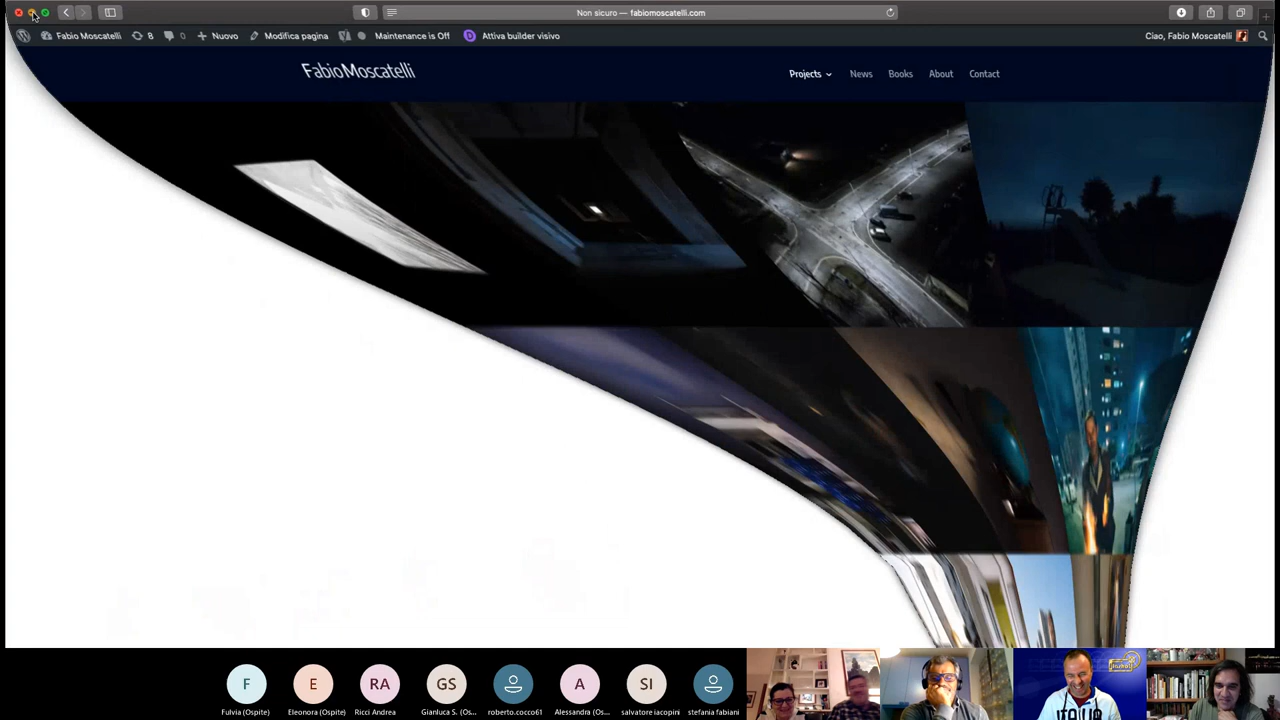 Non sicuro — fabiomoscatelli.com
Fabio Moscatelli 8 0 Nuovo Modifica pagina Maintenance is Off Attiva builder visivo Ciao, Fabio Moscatelli
FabioMoscatelli Projects News Books About Contact
F E RA GS A SI
Fulvia (Ospite) Eleonora (Ospite) Ricci Andrea Gianluca S. (Os... roberto.cocco61 Alessandra (Os... salvatore iacopini stefania fabiani